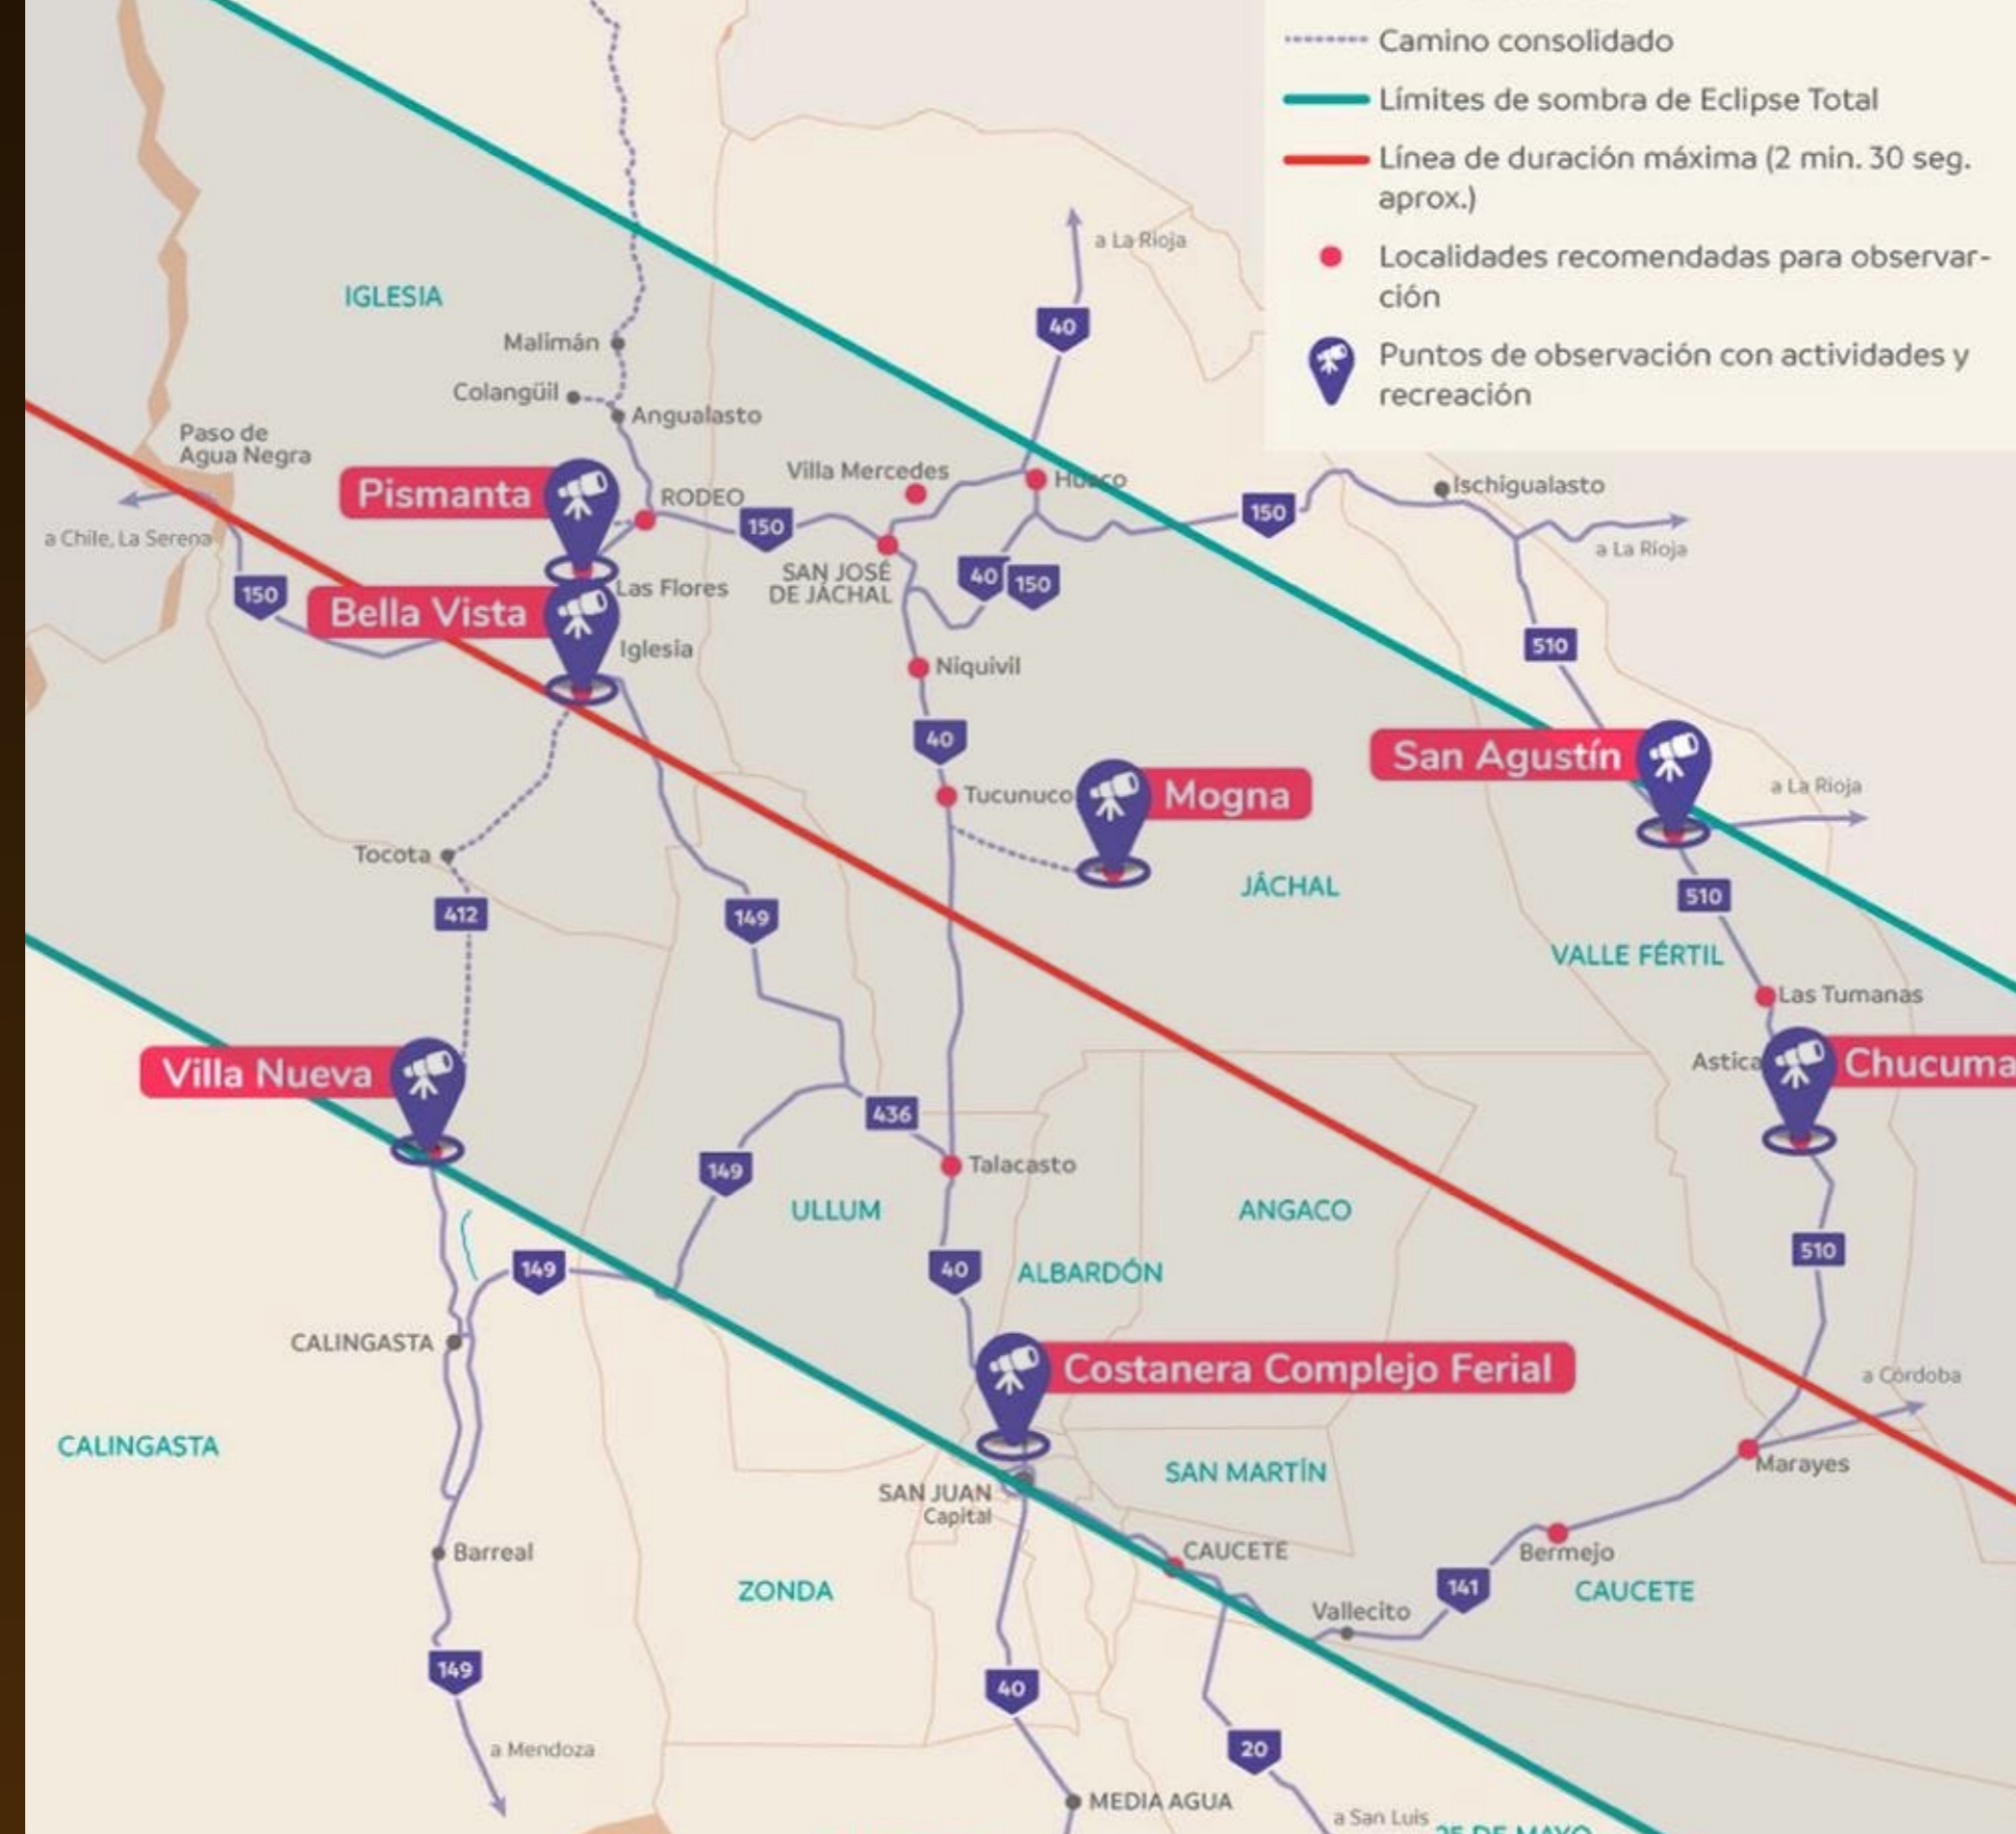 Camino consolidado
Límites de sombra de Eclipse Total
Línea de duración máxima (2 min. 30 seg.
aprox.)
Localidades recomendadas para observar-
ción
Puntos de observación con actividades y
recreación
a La Rioja
IGLESIA
40
Malimán
Colangüil
Angualasto
Paso de
Agua Negra
Villa Mercedes
Huaco
Ischigualasto
Pismanta
RODEO
150
150
a La Rioja
a Chile, La Serena
SAN JOSÉ
DE JÁCHAL
40
150
150
Las Flores
Bella Vista
Iglesia
510
Niquivil
40
San Agustín
a La Rioja
Tucunuco
Mogna
Tocota
JÁCHAL
510
412
149
VALLE FÉRTIL
Las Tumanas
Villa Nueva
Astica
Chucuma
436
149
Talacasto
ULLUM
ANGACO
510
149
40
ALBARDÓN
CALINGASTA
Costanera Complejo Ferial
a Córdoba
CALINGASTA
SAN MARTÍN
Marayes
SAN JUAN
Capital
Barreal
CAUCETE
Bermejo
ZONDA
141
CAUCETE
Vallecito
149
40
a Mendoza
20
MEDIA AGUA
a San Luis
25 DE MAYO